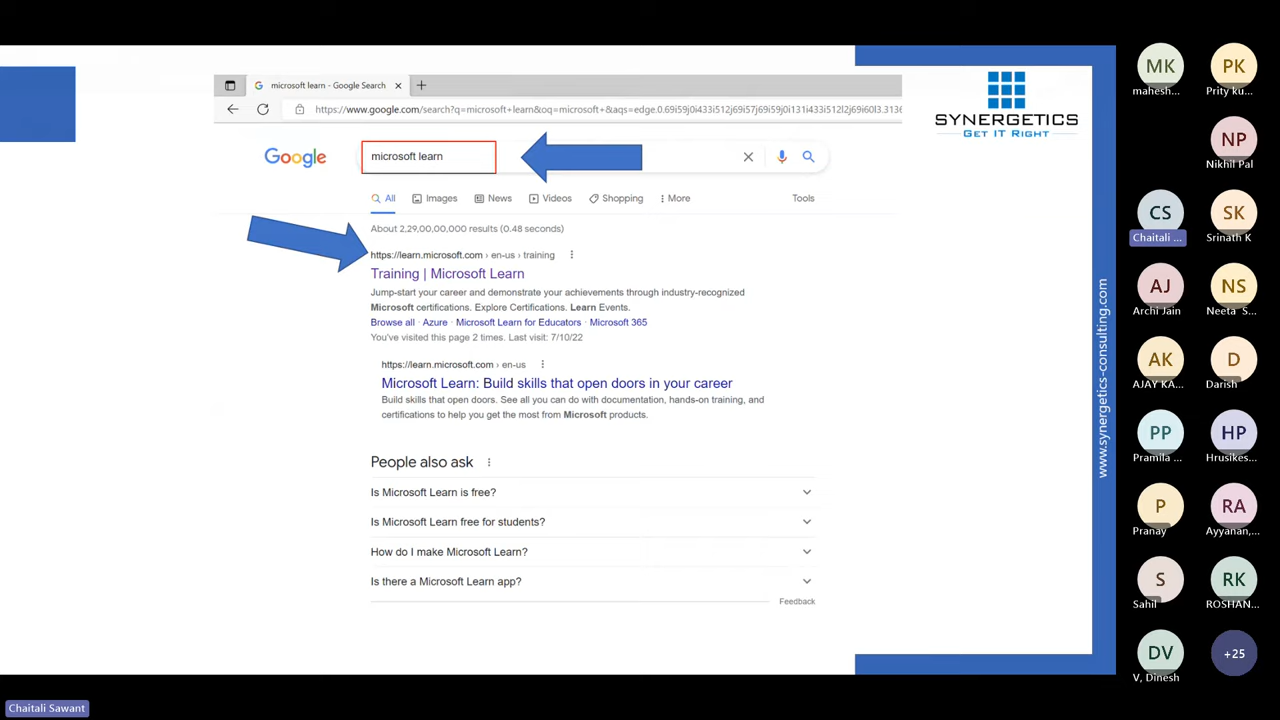 microsoft learn - Google Search
https://www.google.com/search?q=microsoft+learn&oq=microsoft+&aqs=edge.0.69i59j0i433i512j69i57j69i59j0i131i433i512l2j69i60l3.3136
SYNERGETICS
GET IT RIGHT
Google
microsoft learn
All Images News Videos Shopping More Tools
About 2,29,00,00,000 results (0.48 seconds)
https://learn.microsoft.com › en-us › training
Training | Microsoft Learn
Jump-start your career and demonstrate your achievements through industry-recognized
Microsoft certifications. Explore Certifications. Learn Events.
Browse all · Azure · Microsoft Learn for Educators · Microsoft 365
You've visited this page 2 times. Last visit: 7/10/22
https://learn.microsoft.com › en-us
Microsoft Learn: Build skills that open doors in your career
Build skills that open doors. See all you can do with documentation, hands-on training, and
certifications to help you get the most from Microsoft products.
People also ask
Is Microsoft Learn is free?
Is Microsoft Learn free for students?
How do I make Microsoft Learn?
Is there a Microsoft Learn app?
Feedback
www.synergetics-consulting.com
MK PK
mahesh... Prity ku...
NP
Nikhil Pal
CS SK
Chaitali ... Srinath K
AJ NS
Archi Jain Neeta S...
AK D
AJAY KA... Darish
PP HP
Pramila ... Hrusikes...
P RA
Pranay Ayyanan,...
S RK
Sahil ROSHAN...
DV +25
V, Dinesh
Chaitali Sawant